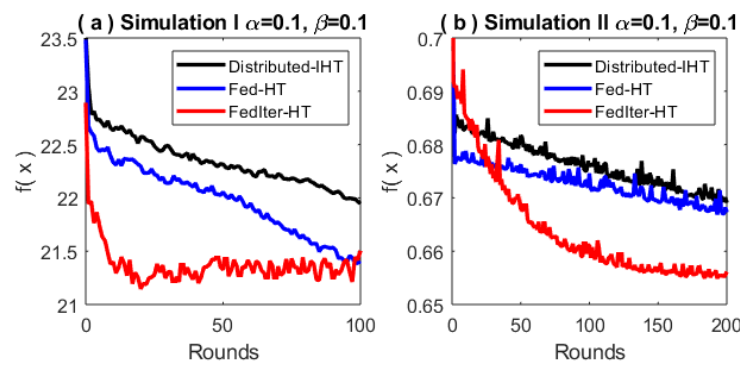 ( a ) Simulation I α=0.1, β=0.1
23.5
23
22.5
22
21.5
21
f( x )
Distributed-IHT
Fed-HT
FedIter-HT
0
50
100
Rounds
( b ) Simulation II α=0.1, β=0.1
0.7
0.69
0.68
0.67
0.66
0.65
f( x )
Distributed-IHT
Fed-HT
FedIter-HT
0
50
100
150
200
Rounds